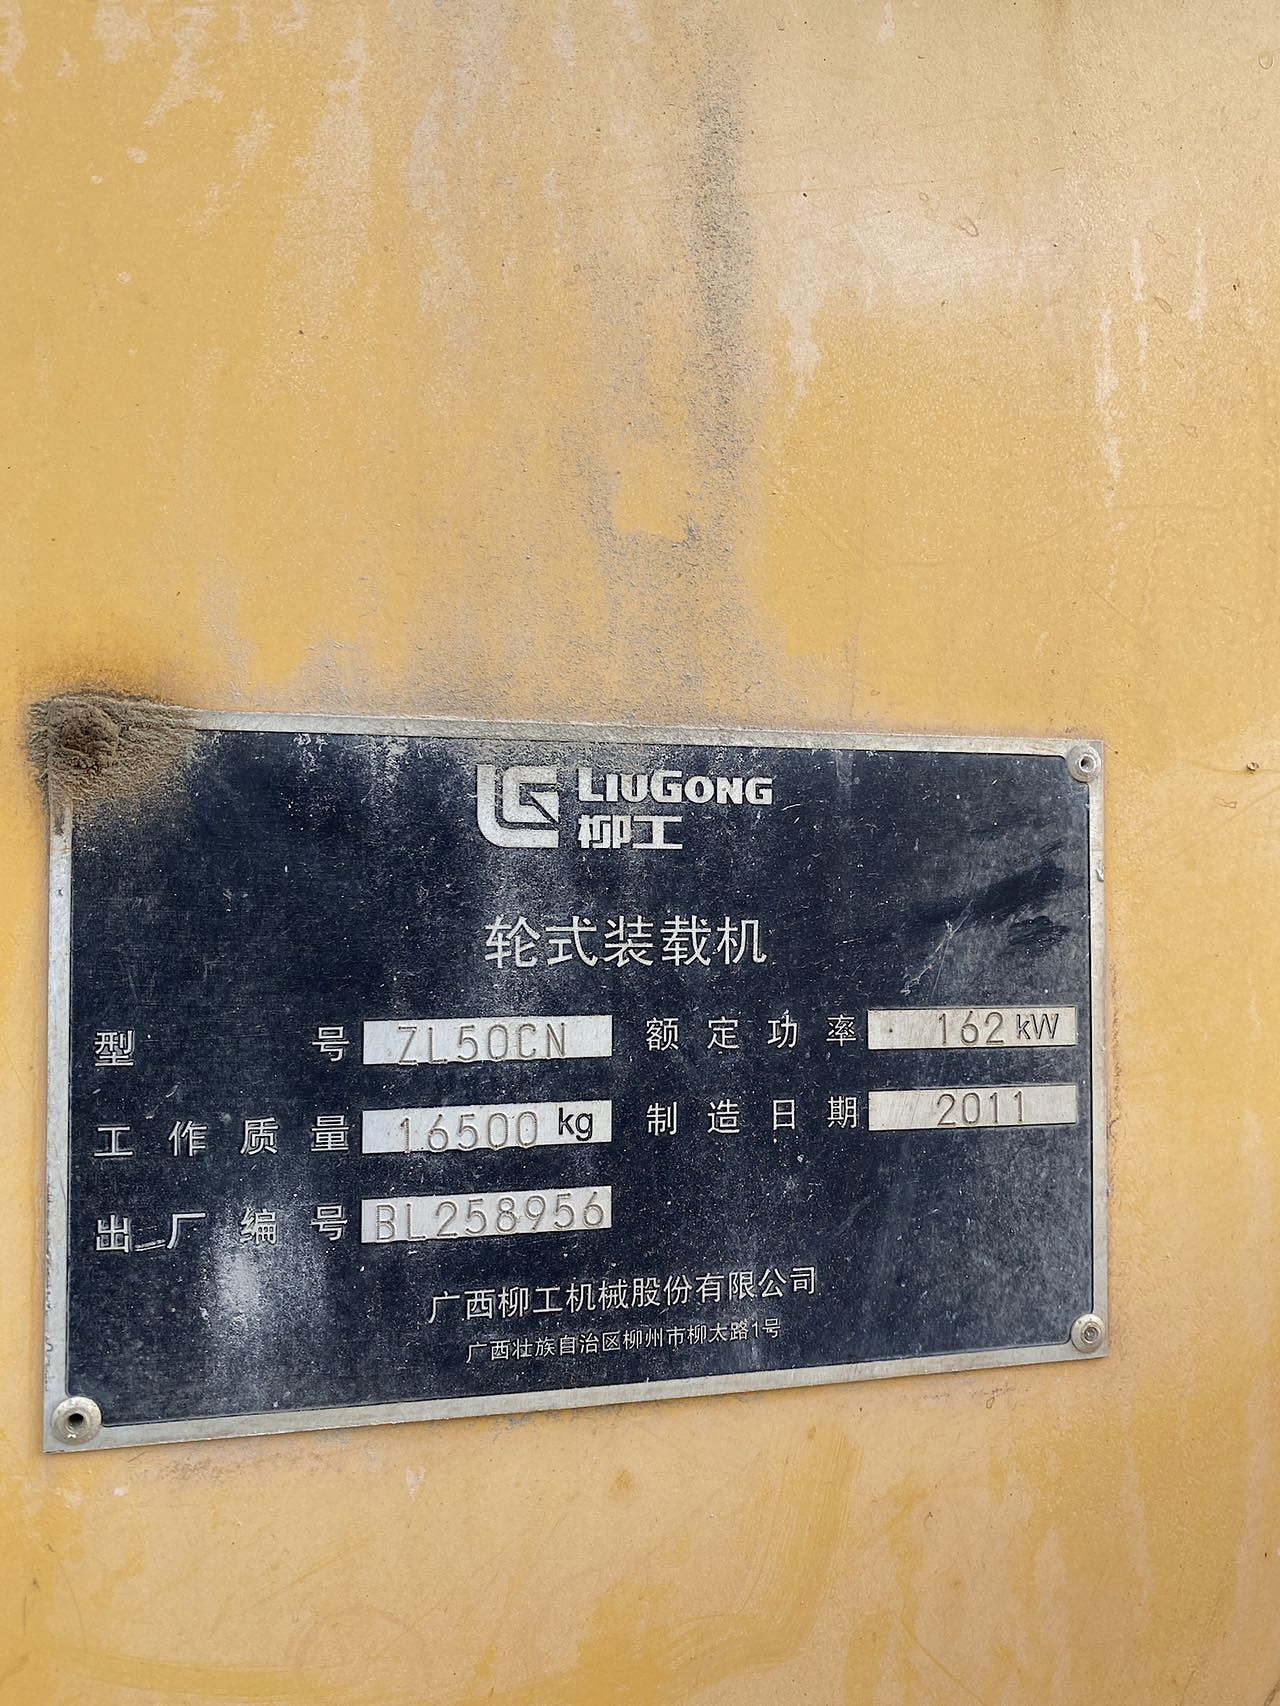 LIUGONG
柳工
轮式装载机
型号 ZL50CN 额定功率 162 kW
工作质量 16500 kg 制造日期 2011
出厂编号 BL258956
广西柳工机械股份有限公司
广西壮族自治区柳州市柳太路1号